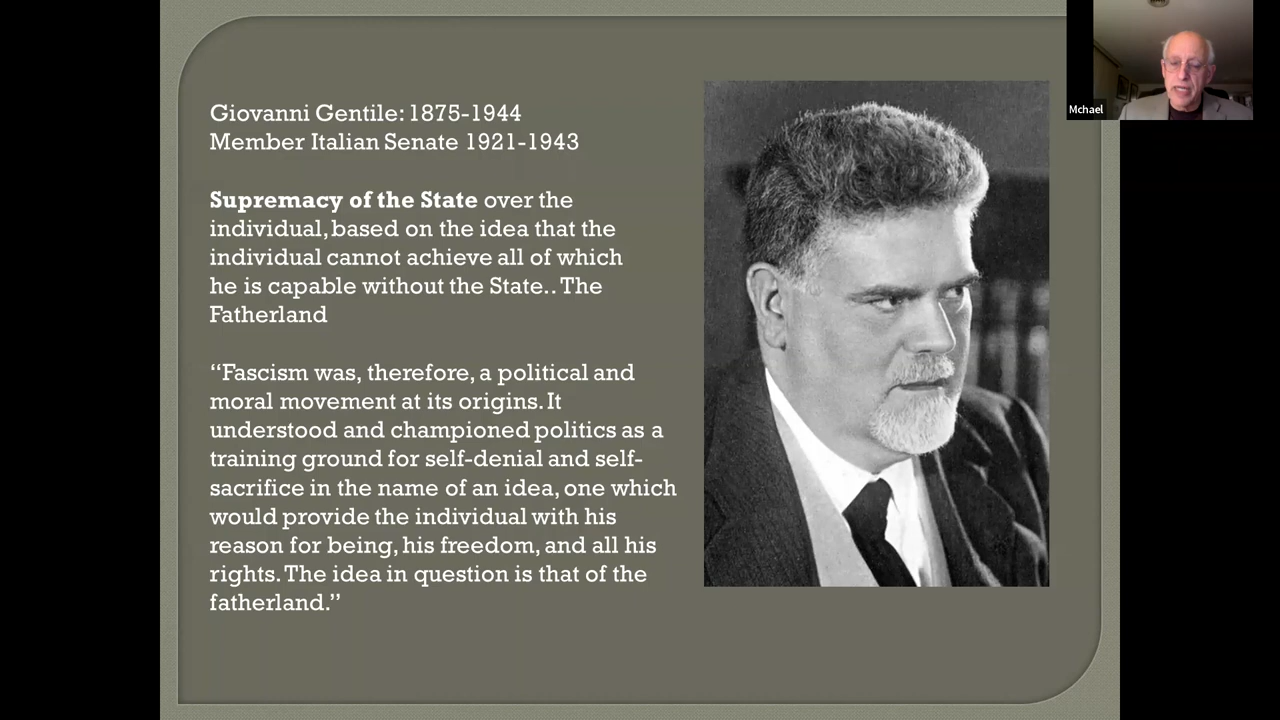 Giovanni Gentile: 1875-1944
Member Italian Senate 1921-1943
Supremacy of the State over the
individual, based on the idea that the
individual cannot achieve all of which
he is capable without the State.. The
Fatherland
“Fascism was, therefore, a political and
moral movement at its origins. It
understood and championed politics as a
training ground for self-denial and self-
sacrifice in the name of an idea, one which
would provide the individual with his
reason for being, his freedom, and all his
rights. The idea in question is that of the
fatherland.”
Mchael